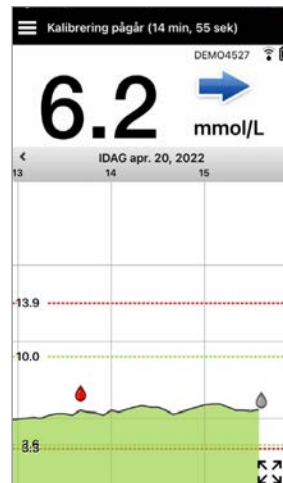 Kalibrering pågår (14 min, 55 sek)
DEMO4527
6.2
mmol/L
< IDAG apr. 20, 2022
13 14 15
13.9
10.0